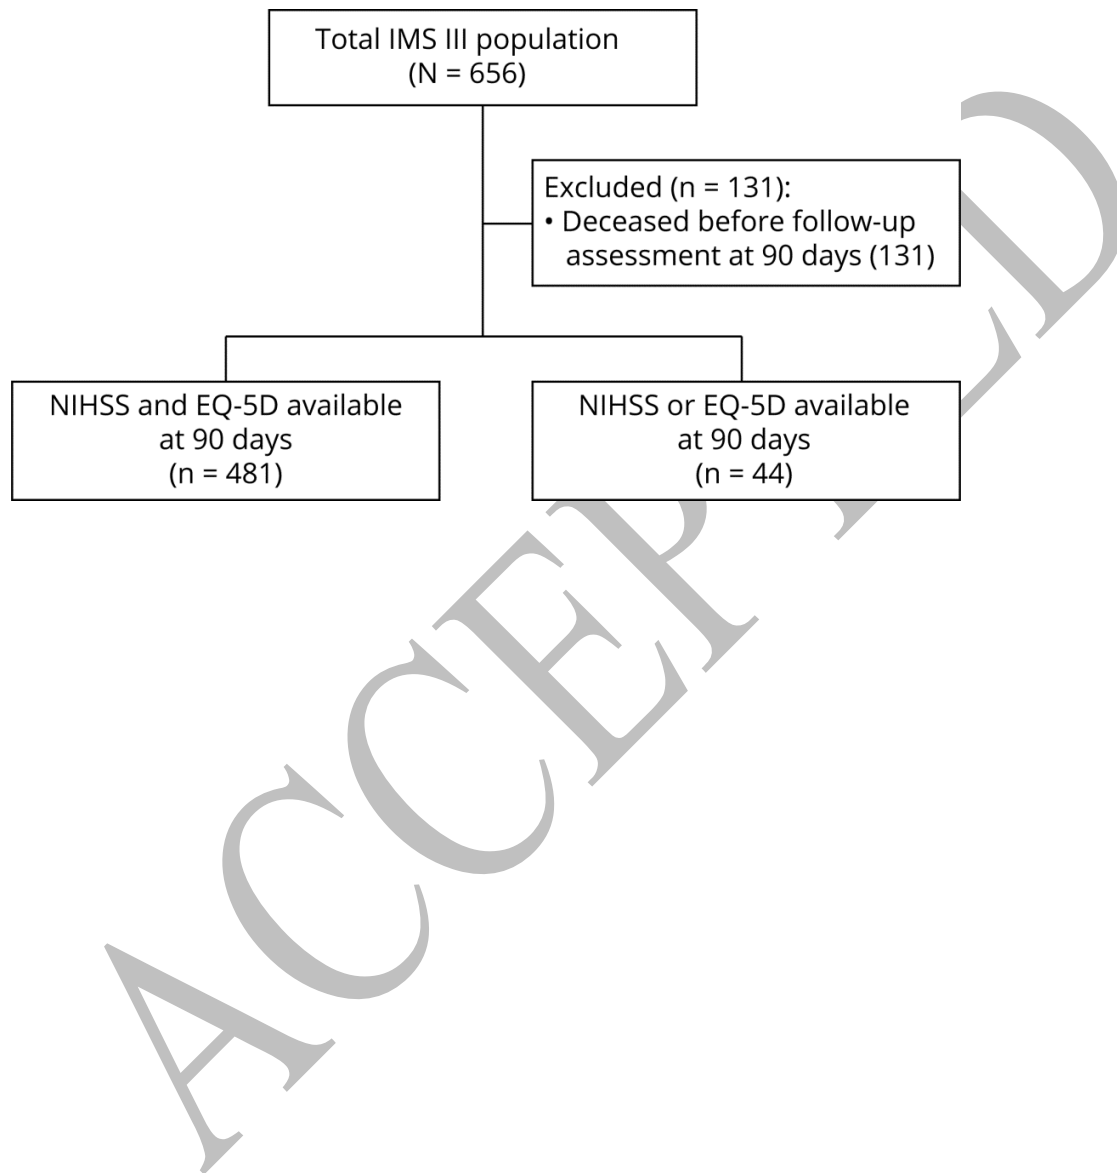 Total IMS III population
(N = 656)
Excluded (n = 131):
• Deceased before follow-up
assessment at 90 days (131)
NIHSS and EQ-5D available
at 90 days
(n = 481)
NIHSS or EQ-5D available
at 90 days
(n = 44)
ACCEPTED